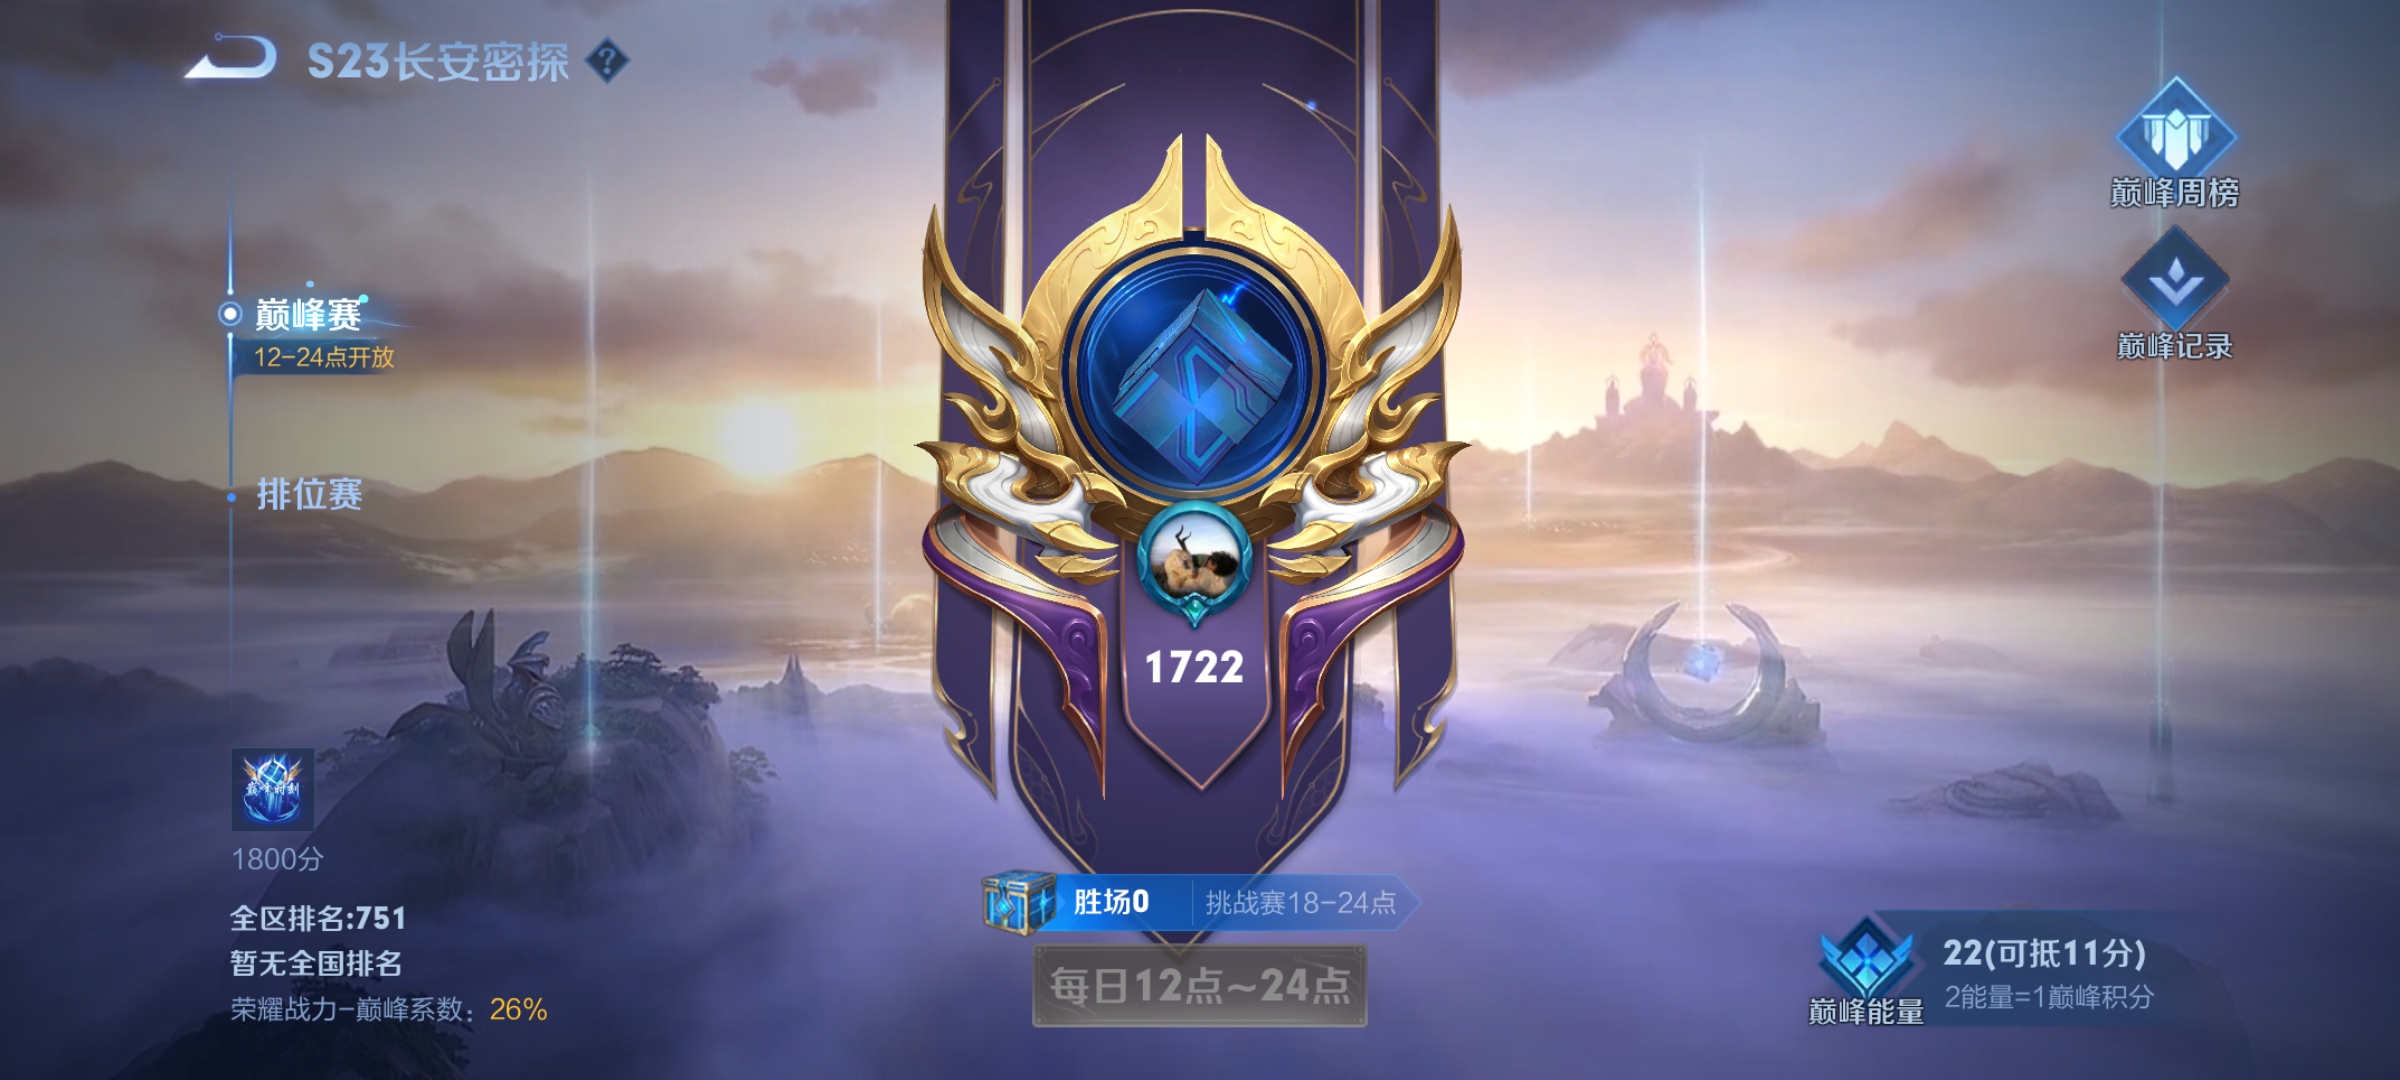 S23长安密探
?
巅峰周榜
巅峰记录
巅峰赛
12-24点开放
排位赛
1722
巅峰时刻
1800分
全区排名:751
暂无全国排名
荣耀战力-巅峰系数: 26%
胜场0 挑战赛18-24点
每日12点~24点
22(可抵11分)
2能量=1巅峰积分
巅峰能量